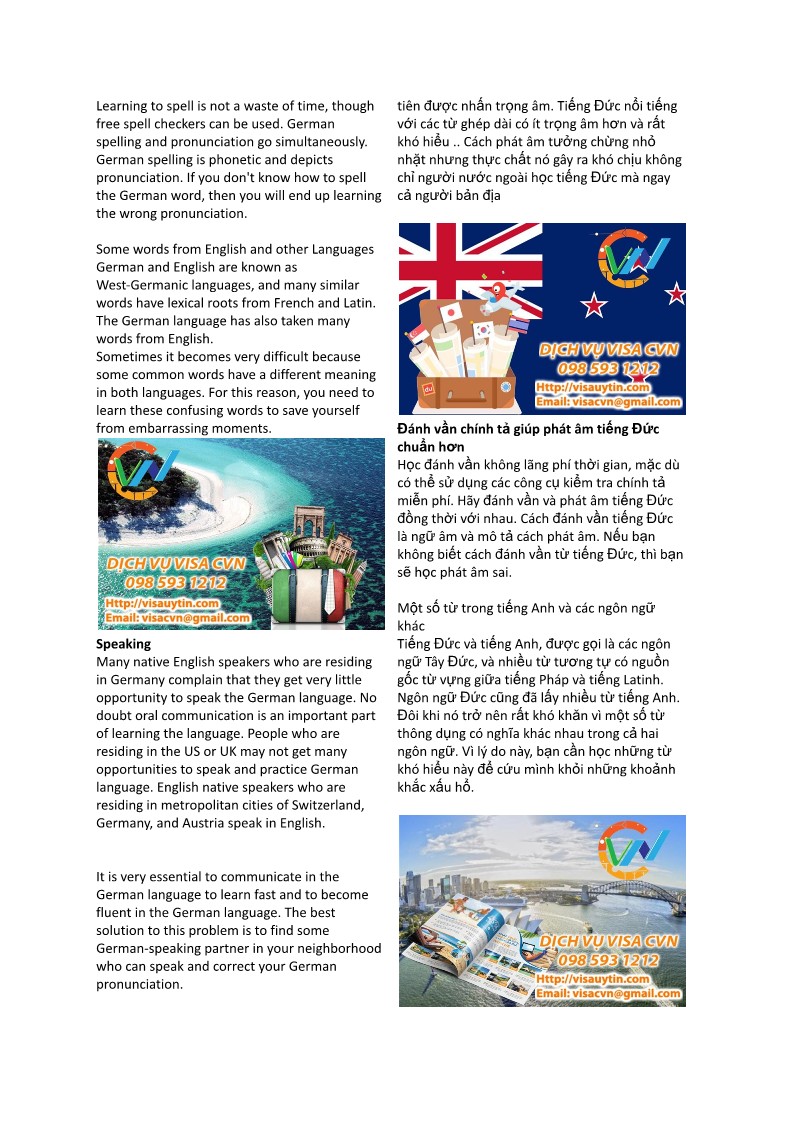 Learning to spell is not a waste of time, though
free spell checkers can be used. German
spelling and pronunciation go simultaneously.
German spelling is phonetic and depicts
pronunciation. If you don't know how to spell
the German word, then you will end up learning
the wrong pronunciation.
Some words from English and other Languages
German and English are known as
West-Germanic languages, and many similar
words have lexical roots from French and Latin.
The German language has also taken many
words from English.
Sometimes it becomes very difficult because
some common words have a different meaning
in both languages. For this reason, you need to
learn these confusing words to save yourself
from embarrassing moments.
CVN
DỊCH VỤ VISA CVN
098 593 1212
Http://visauytin.com
Email: visacvn@gmail.com
Speaking
Many native English speakers who are residing
in Germany complain that they get very little
opportunity to speak the German language. No
doubt oral communication is an important part
of learning the language. People who are
residing in the US or UK may not get many
opportunities to speak and practice German
language. English native speakers who are
residing in metropolitan cities of Switzerland,
Germany, and Austria speak in English.
It is very essential to communicate in the
German language to learn fast and to become
fluent in the German language. The best
solution to this problem is to find some
German-speaking partner in your neighborhood
who can speak and correct your German
pronunciation.
tiên được nhấn trọng âm. Tiếng Đức nổi tiếng
với các từ ghép dài có ít trọng âm hơn và rất
khó hiểu .. Cách phát âm tưởng chừng nhỏ
nhặt nhưng thực chất nó gây ra khó chịu không
chỉ người nước ngoài học tiếng Đức mà ngay
cả người bản địa
CVN
DỊCH VỤ VISA CVN
098 593 1212
Http://visauytin.com
Email: visacvn@gmail.com
Đánh vần chính tả giúp phát âm tiếng Đức
chuẩn hơn
Học đánh vần không lãng phí thời gian, mặc dù
có thể sử dụng các công cụ kiểm tra chính tả
miễn phí. Hãy đánh vần và phát âm tiếng Đức
đồng thời với nhau. Cách đánh vần tiếng Đức
là ngữ âm và mô tả cách phát âm. Nếu bạn
không biết cách đánh vần từ tiếng Đức, thì bạn
sẽ học phát âm sai.
Một số từ trong tiếng Anh và các ngôn ngữ
khác
Tiếng Đức và tiếng Anh, được gọi là các ngôn
ngữ Tây Đức, và nhiều từ tương tự có nguồn
gốc từ vựng giữa tiếng Pháp và tiếng Latinh.
Ngôn ngữ Đức cũng đã lấy nhiều từ tiếng Anh.
Đôi khi nó trở nên rất khó khăn vì một số từ
thông dụng có nghĩa khác nhau trong cả hai
ngôn ngữ. Vì lý do này, bạn cần học những từ
khó hiểu này để cứu mình khỏi những khoảnh
khắc xấu hổ.
CVN
DỊCH VỤ VISA CVN
098 593 1212
Http://visauytin.com
Email: visacvn@gmail.com